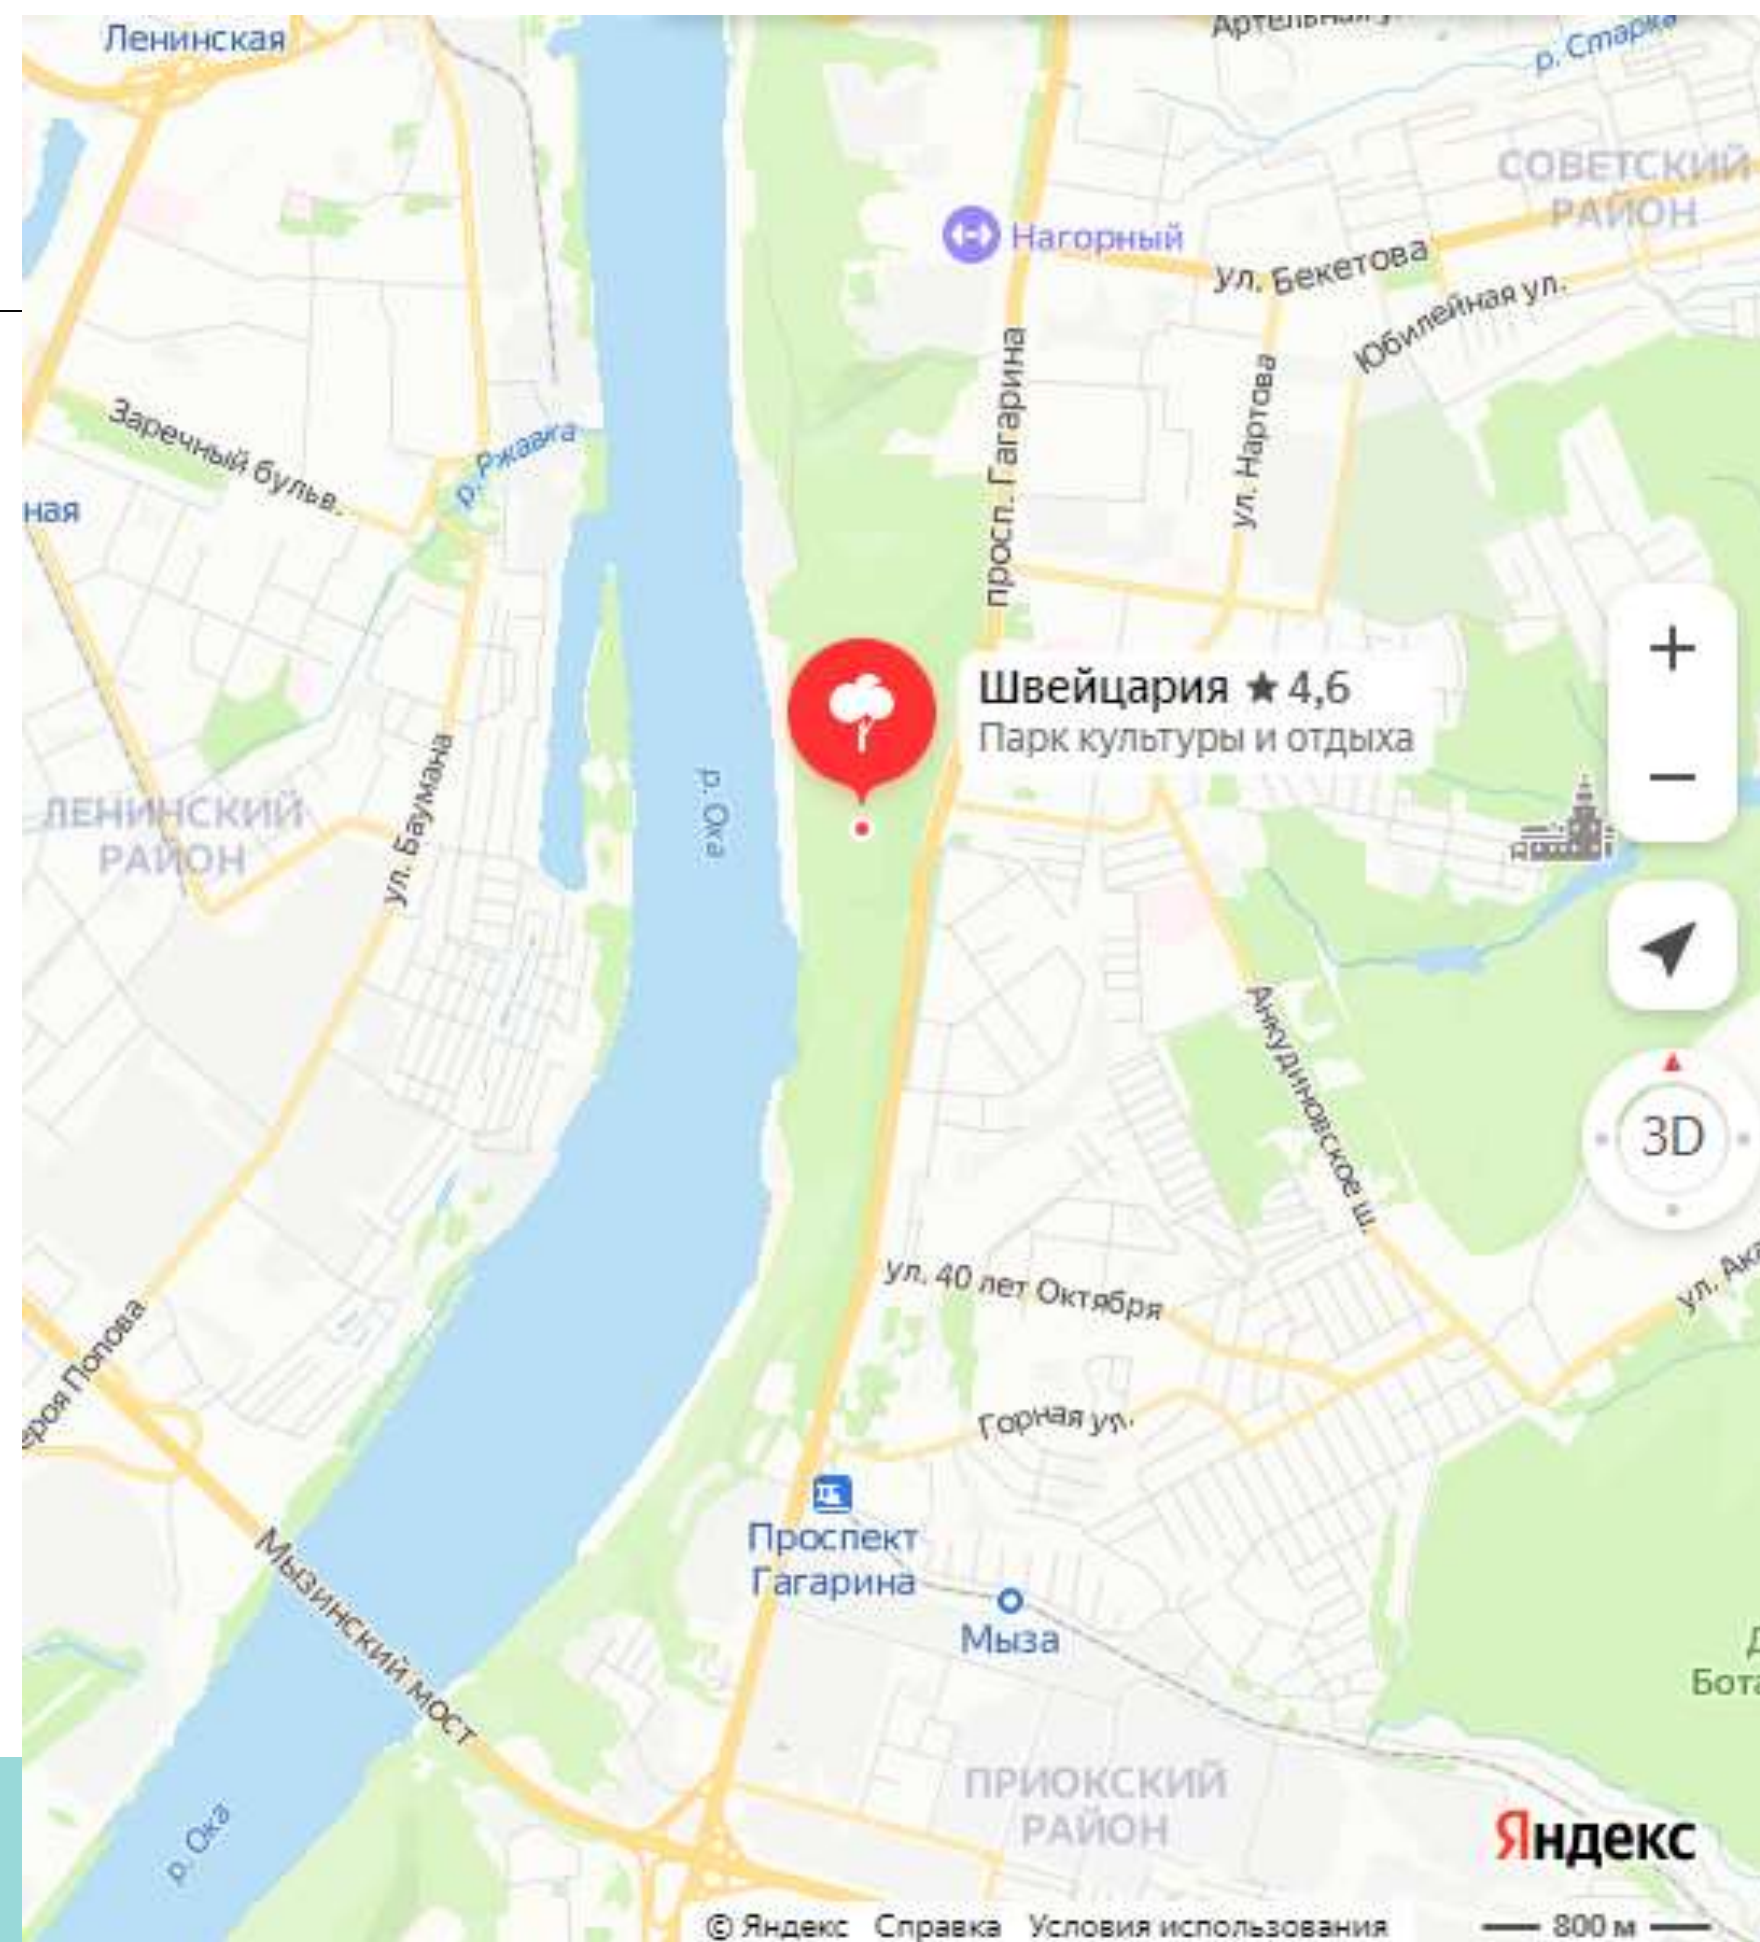 Ленинская
Артельная у
р. Старка
СОВЕТСКИЙ
РАЙОН
Нагорный
ул. Бекетова
Юбилейная ул.
просп. Гагарина
ул. Нартова
Заречный бульв.
р. Ржавка
ная
Швейцария ★ 4,6
Парк культуры и отдыха
+
−
р. Ока
ЛЕНИНСКИЙ
РАЙОН
ул. Баумана
Анкудиновское ш.
3D
ул. Ака
ул. 40 лет Октября
ероя Попова
Горная ул.
Проспект
Гагарина
Мыза
Мызинский мост
Д
Бота
ПРИОКСКИЙ
РАЙОН
р. Ока
Яндекс
© Яндекс Справка Условия использования
800 м